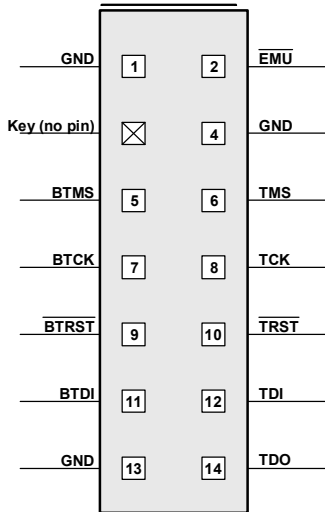 GND 1 2 EMU
Key (no pin) 4 GND
BTMS 5 6 TMS
BTCK 7 8 TCK
BTRST 9 10 TRST
BTDI 11 12 TDI
GND 13 14 TDO